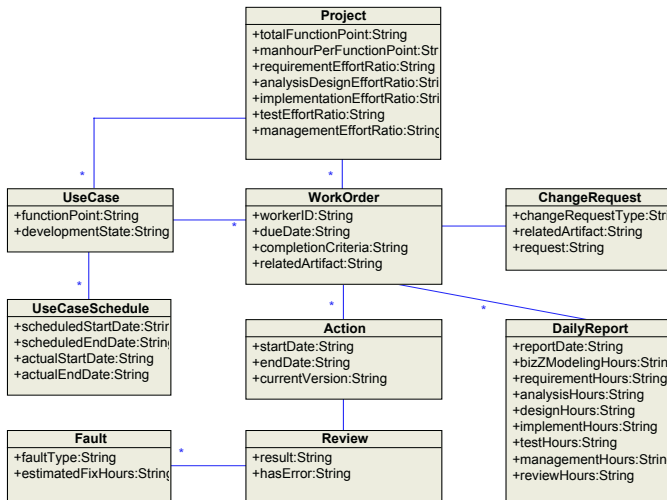 Project
+totalFunctionPoint:String
+manhourPerFunctionPoint:Str
+requirementEffortRatio:String
+analysisDesignEffortRatio:Stri
+implementationEffortRatio:Stri
+testEffortRatio:String
+managementEffortRatio:String
*
*
UseCase
+functionPoint:String
+developmentState:String
*
WorkOrder
+workerID:String
+dueDate:String
+completionCriteria:String
+relatedArtifact:String
ChangeRequest
+changeRequestType:Stri
+relatedArtifact:String
+request:String
*
*
*
UseCaseSchedule
+scheduledStartDate:String
+scheduledEndDate:String
+actualStartDate:String
+actualEndDate:String
Action
+startDate:String
+endDate:String
+currentVersion:String
DailyReport
+reportDate:String
+bizZModelingHours:String
+requirementHours:String
+analysisHours:String
+designHours:String
+implementHours:String
+testHours:String
+managementHours:String
+reviewHours:String
Fault
+faultType:String
+estimatedFixHours:String
*
Review
+result:String
+hasError:String